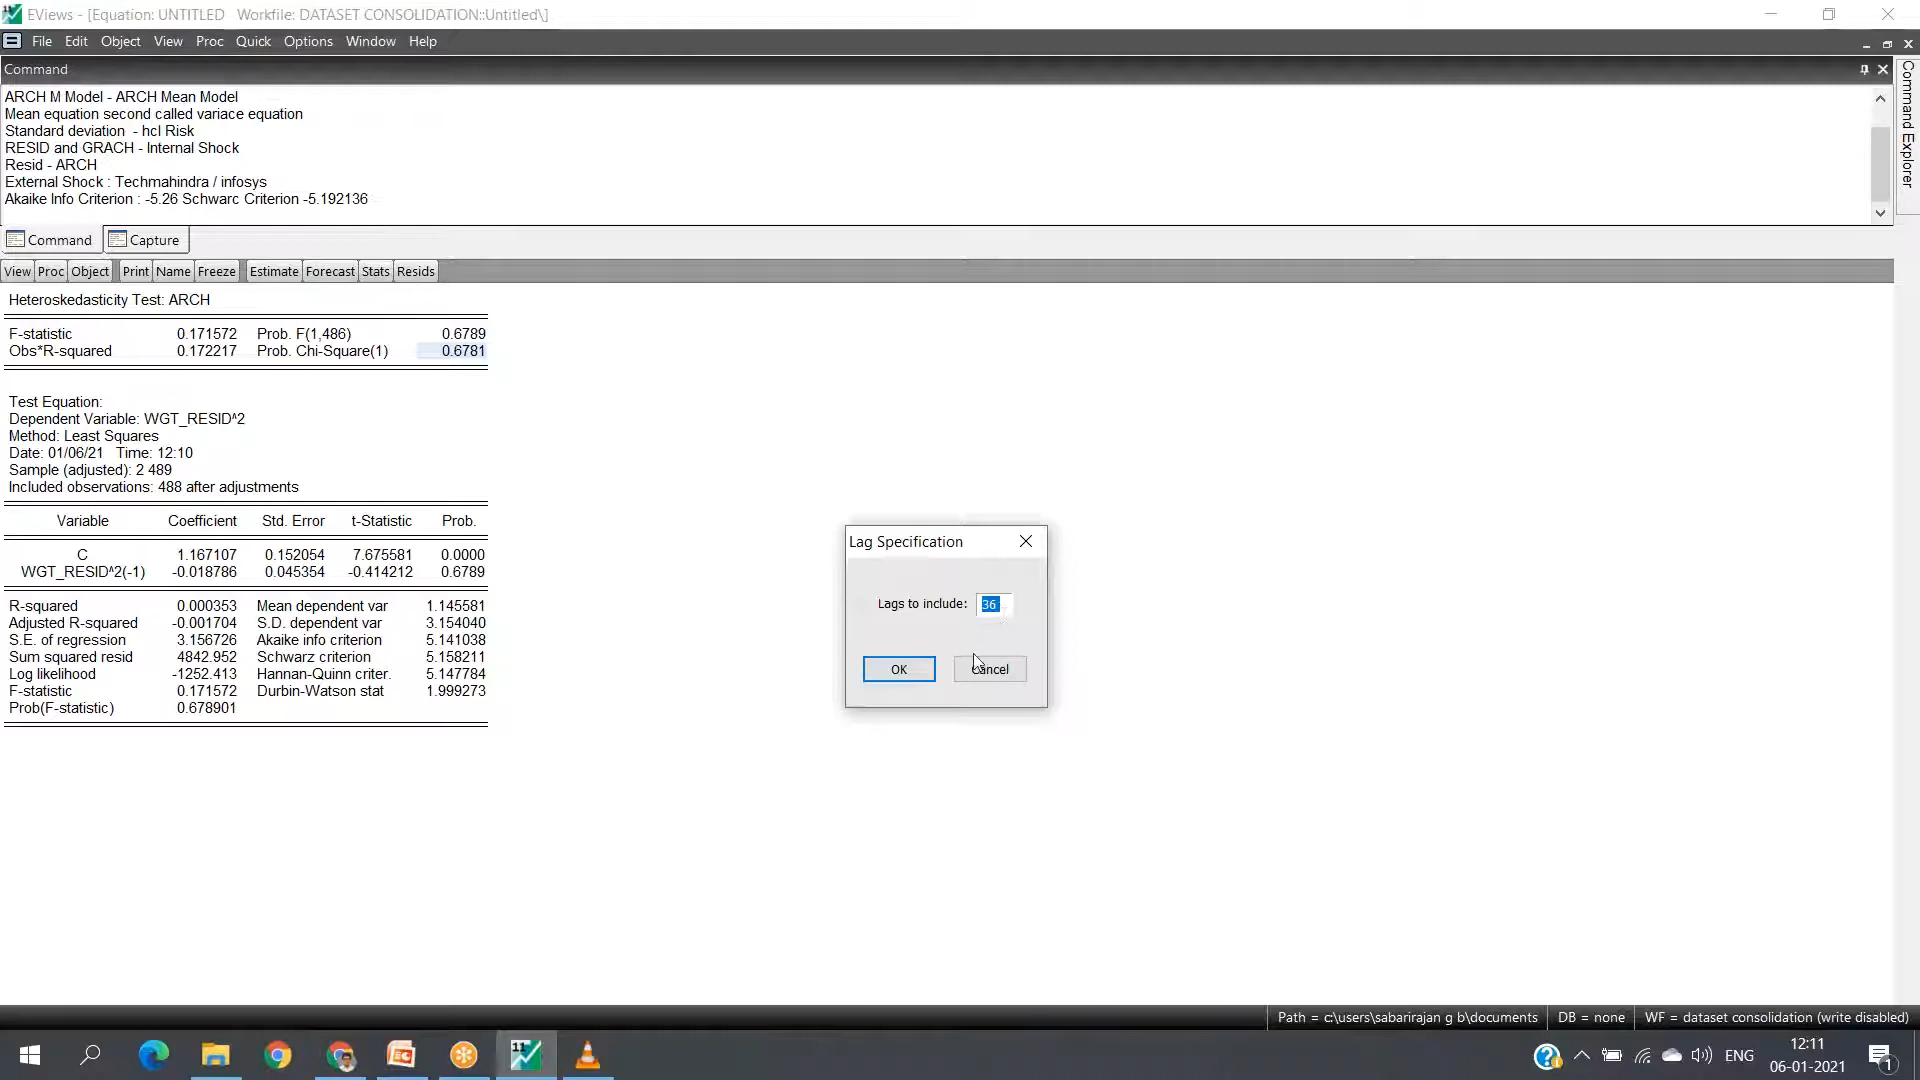 EViews - [Equation: UNTITLED   Workfile: DATASET CONSOLIDATION::Untitled\]
File Edit Object View Proc Quick Options Window Help
Command
Command Explorer
ARCH M Model - ARCH Mean Model
Mean equation second called variace equation
Standard deviation  - hcl Risk
RESID and GRACH - Internal Shock
Resid - ARCH
External Shock : Techmahindra / infosys
Akaike Info Criterion : -5.26 Schwarc Criterion -5.192136
Command Capture
View Proc Object Print Name Freeze Estimate Forecast Stats Resids
Heteroskedasticity Test: ARCH
F-statistic 0.171572 Prob. F(1,486) 0.6789
Obs*R-squared 0.172217 Prob. Chi-Square(1) 0.6781
Test Equation:
Dependent Variable: WGT_RESID^2
Method: Least Squares
Date: 01/06/21   Time: 12:10
Sample (adjusted): 2 489
Included observations: 488 after adjustments
Variable Coefficient Std. Error t-Statistic Prob.
C 1.167107 0.152054 7.675581 0.0000
WGT_RESID^2(-1) -0.018786 0.045354 -0.414212 0.6789
R-squared 0.000353 Mean dependent var 1.145581
Adjusted R-squared -0.001704 S.D. dependent var 3.154040
S.E. of regression 3.156726 Akaike info criterion 5.141038
Sum squared resid 4842.952 Schwarz criterion 5.158211
Log likelihood -1252.413 Hannan-Quinn criter. 5.147784
F-statistic 0.171572 Durbin-Watson stat 1.999273
Prob(F-statistic) 0.678901
Lag Specification
Lags to include: 36
OK Cancel
Path = c:\users\sabarirajan g b\documents DB = none WF = dataset consolidation (write disabled)
11
ENG
12:11
06-01-2021
1